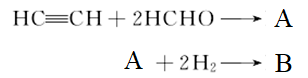 HC≡CH + 2HCHO ⟶ A
A + 2H₂ ⟶ B